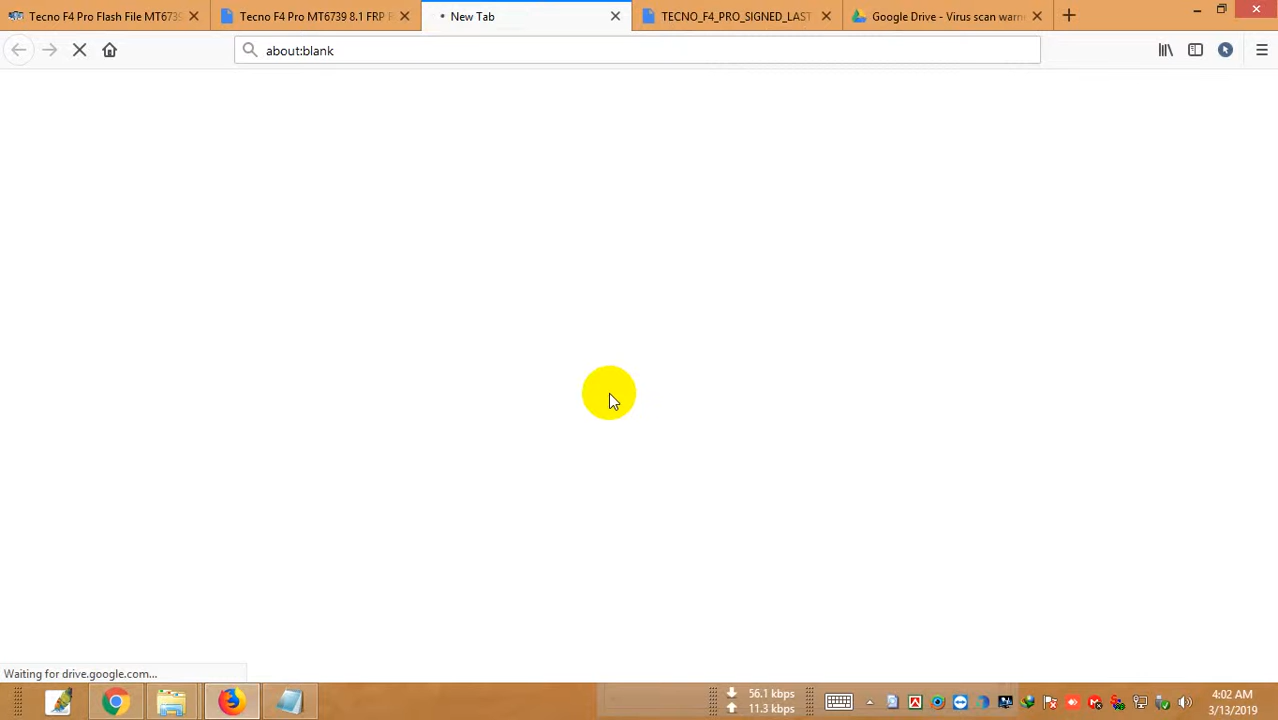 Tecno F4 Pro Flash File MT6739
Tecno F4 Pro MT6739 8.1 FRP F
New Tab
TECNO_F4_PRO_SIGNED_LAST
Google Drive - Virus scan warn
about:blank
Waiting for drive.google.com...
56.1 kbps
11.3 kbps
4:02 AM
3/13/2019